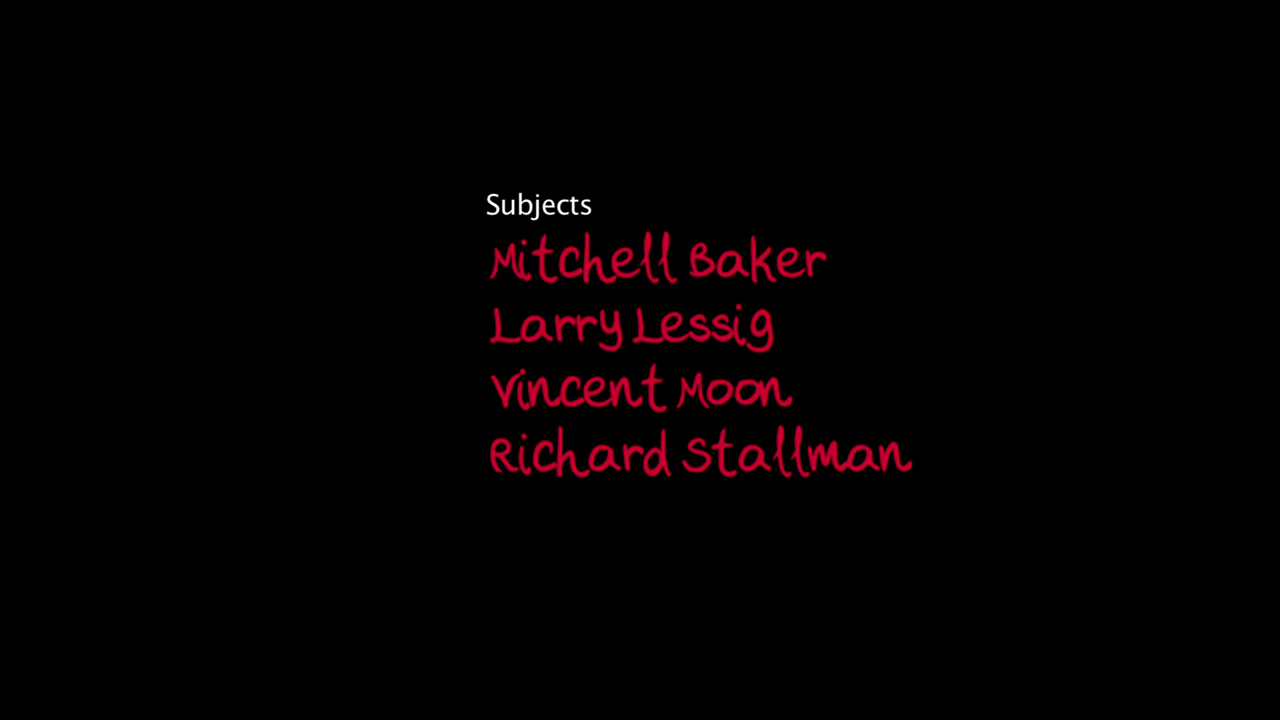 Subjects
Mitchell Baker
Larry Lessig
Vincent Moon
Richard Stallman